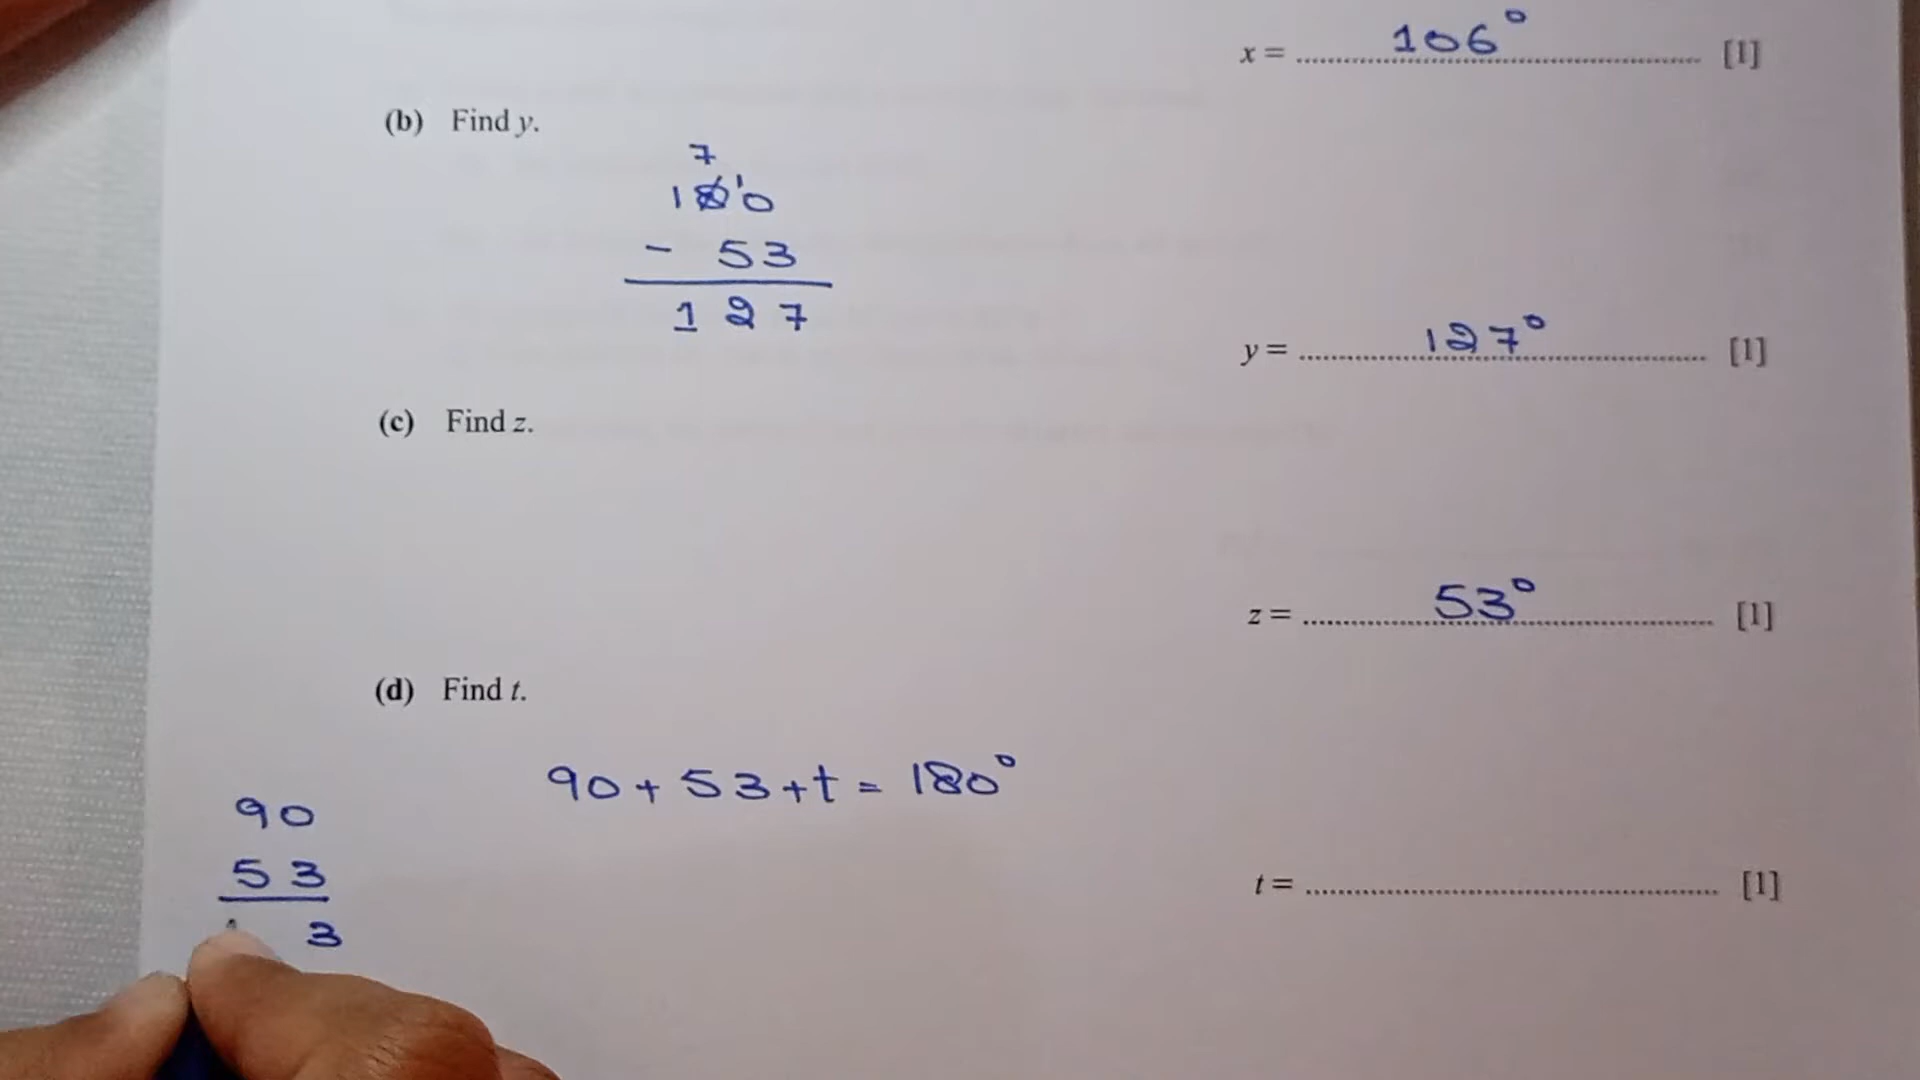 x = 106° [1]
(b) Find y.
7
18¹0
- 53
127
y = 127° [1]
(c) Find z.
z = 53° [1]
(d) Find t.
90 + 53 + t = 180°
90
53
3
t = [1]